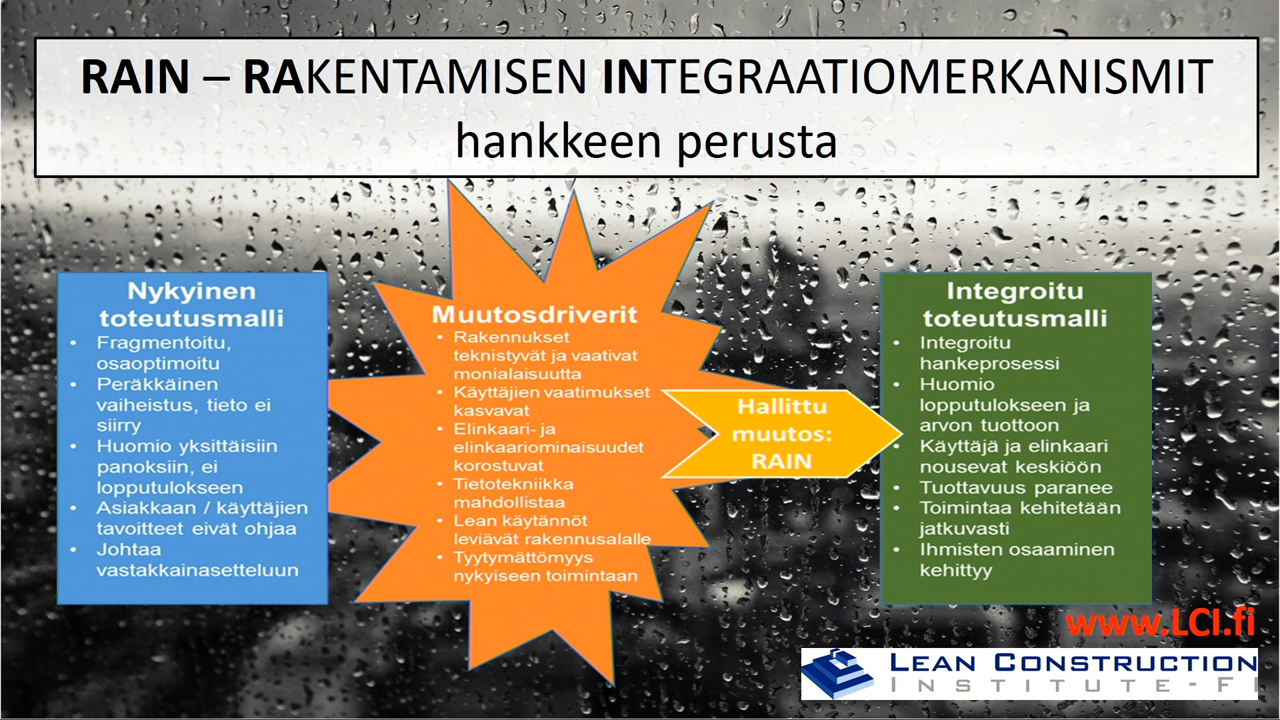 RAIN – RAKENTAMISEN INTEGRAATIOMERKANISMIT
hankkeen perusta
Nykyinen
toteutusmalli
• Fragmentoitu,
osaoptimoitu
• Peräkkäinen
vaiheistus, tieto ei
siirry
• Huomio yksittäisiin
panoksiin, ei
lopputulokseen
• Asiakkaan / käyttäjien
tavoitteet eivät ohjaa
• Johtaa
vastakkainasetteluun
Muutosdriverit
• Rakennukset
teknistyvät ja vaativat
monialaisuutta
• Käyttäjien vaatimukset
kasvavat
• Elinkaari- ja
elinkaariominaisuudet
korostuvat
• Tietotekniikka
mahdollistaa
• Lean käytännöt
leviävät rakennusalalle
• Tyytymättömyys
nykyiseen toimintaan
Hallittu
muutos:
RAIN
Integroitu
toteutusmalli
• Integroitu
hankeprosessi
• Huomio
lopputulokseen ja
arvon tuottoon
• Käyttäjä ja elinkaari
nousevat keskiöön
• Tuottavuus paranee
• Toimintaa kehitetään
jatkuvasti
• Ihmisten osaaminen
kehittyy
www.LCI.fi
LEAN CONSTRUCTION
INSTITUTE-FI